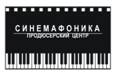 СИНЕМАФОНИКА
ПРОДЮСЕРСКИЙ ЦЕНТР